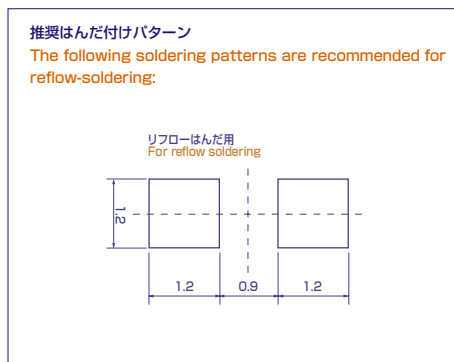 推奨はんだ付けパターン
The following soldering patterns are recommended for
reflow-soldering:
リフローはんだ用
For reflow soldering
1.2
1.2
0.9
1.2